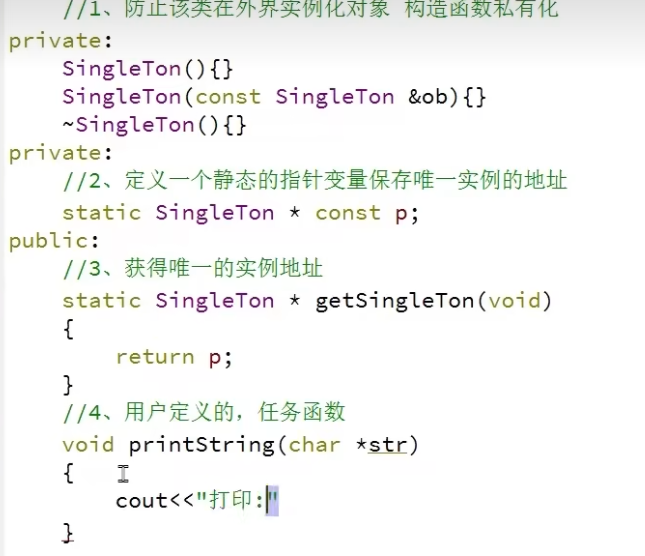 //1、防止该类在外界实例化对象 构造函数私有化
private:
SingleTon(){}
SingleTon(const SingleTon &ob){}
~SingleTon(){}
private:
//2、定义一个静态的指针变量保存唯一实例的地址
static SingleTon * const p;
public:
//3、获得唯一的实例地址
static SingleTon * getSingleTon(void)
{
return p;
}
//4、用户定义的，任务函数
void printString(char *str)
{
cout<<"打印:"
}